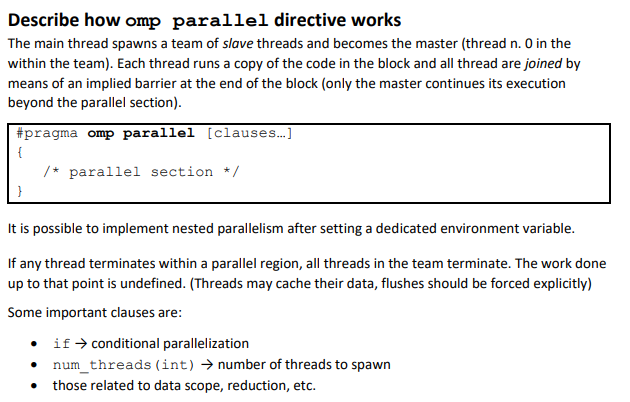 Describe how omp parallel directive works
The main thread spawns a team of slave threads and becomes the master (thread n. 0 in the
within the team). Each thread runs a copy of the code in the block and all thread are joined by
means of an implied barrier at the end of the block (only the master continues its execution
beyond the parallel section).
#pragma omp parallel [clauses…]
{
/* parallel section */
}
It is possible to implement nested parallelism after setting a dedicated environment variable.
If any thread terminates within a parallel region, all threads in the team terminate. The work done
up to that point is undefined. (Threads may cache their data, flushes should be forced explicitly)
Some important clauses are:
• if → conditional parallelization
• num_threads(int) → number of threads to spawn
• those related to data scope, reduction, etc.